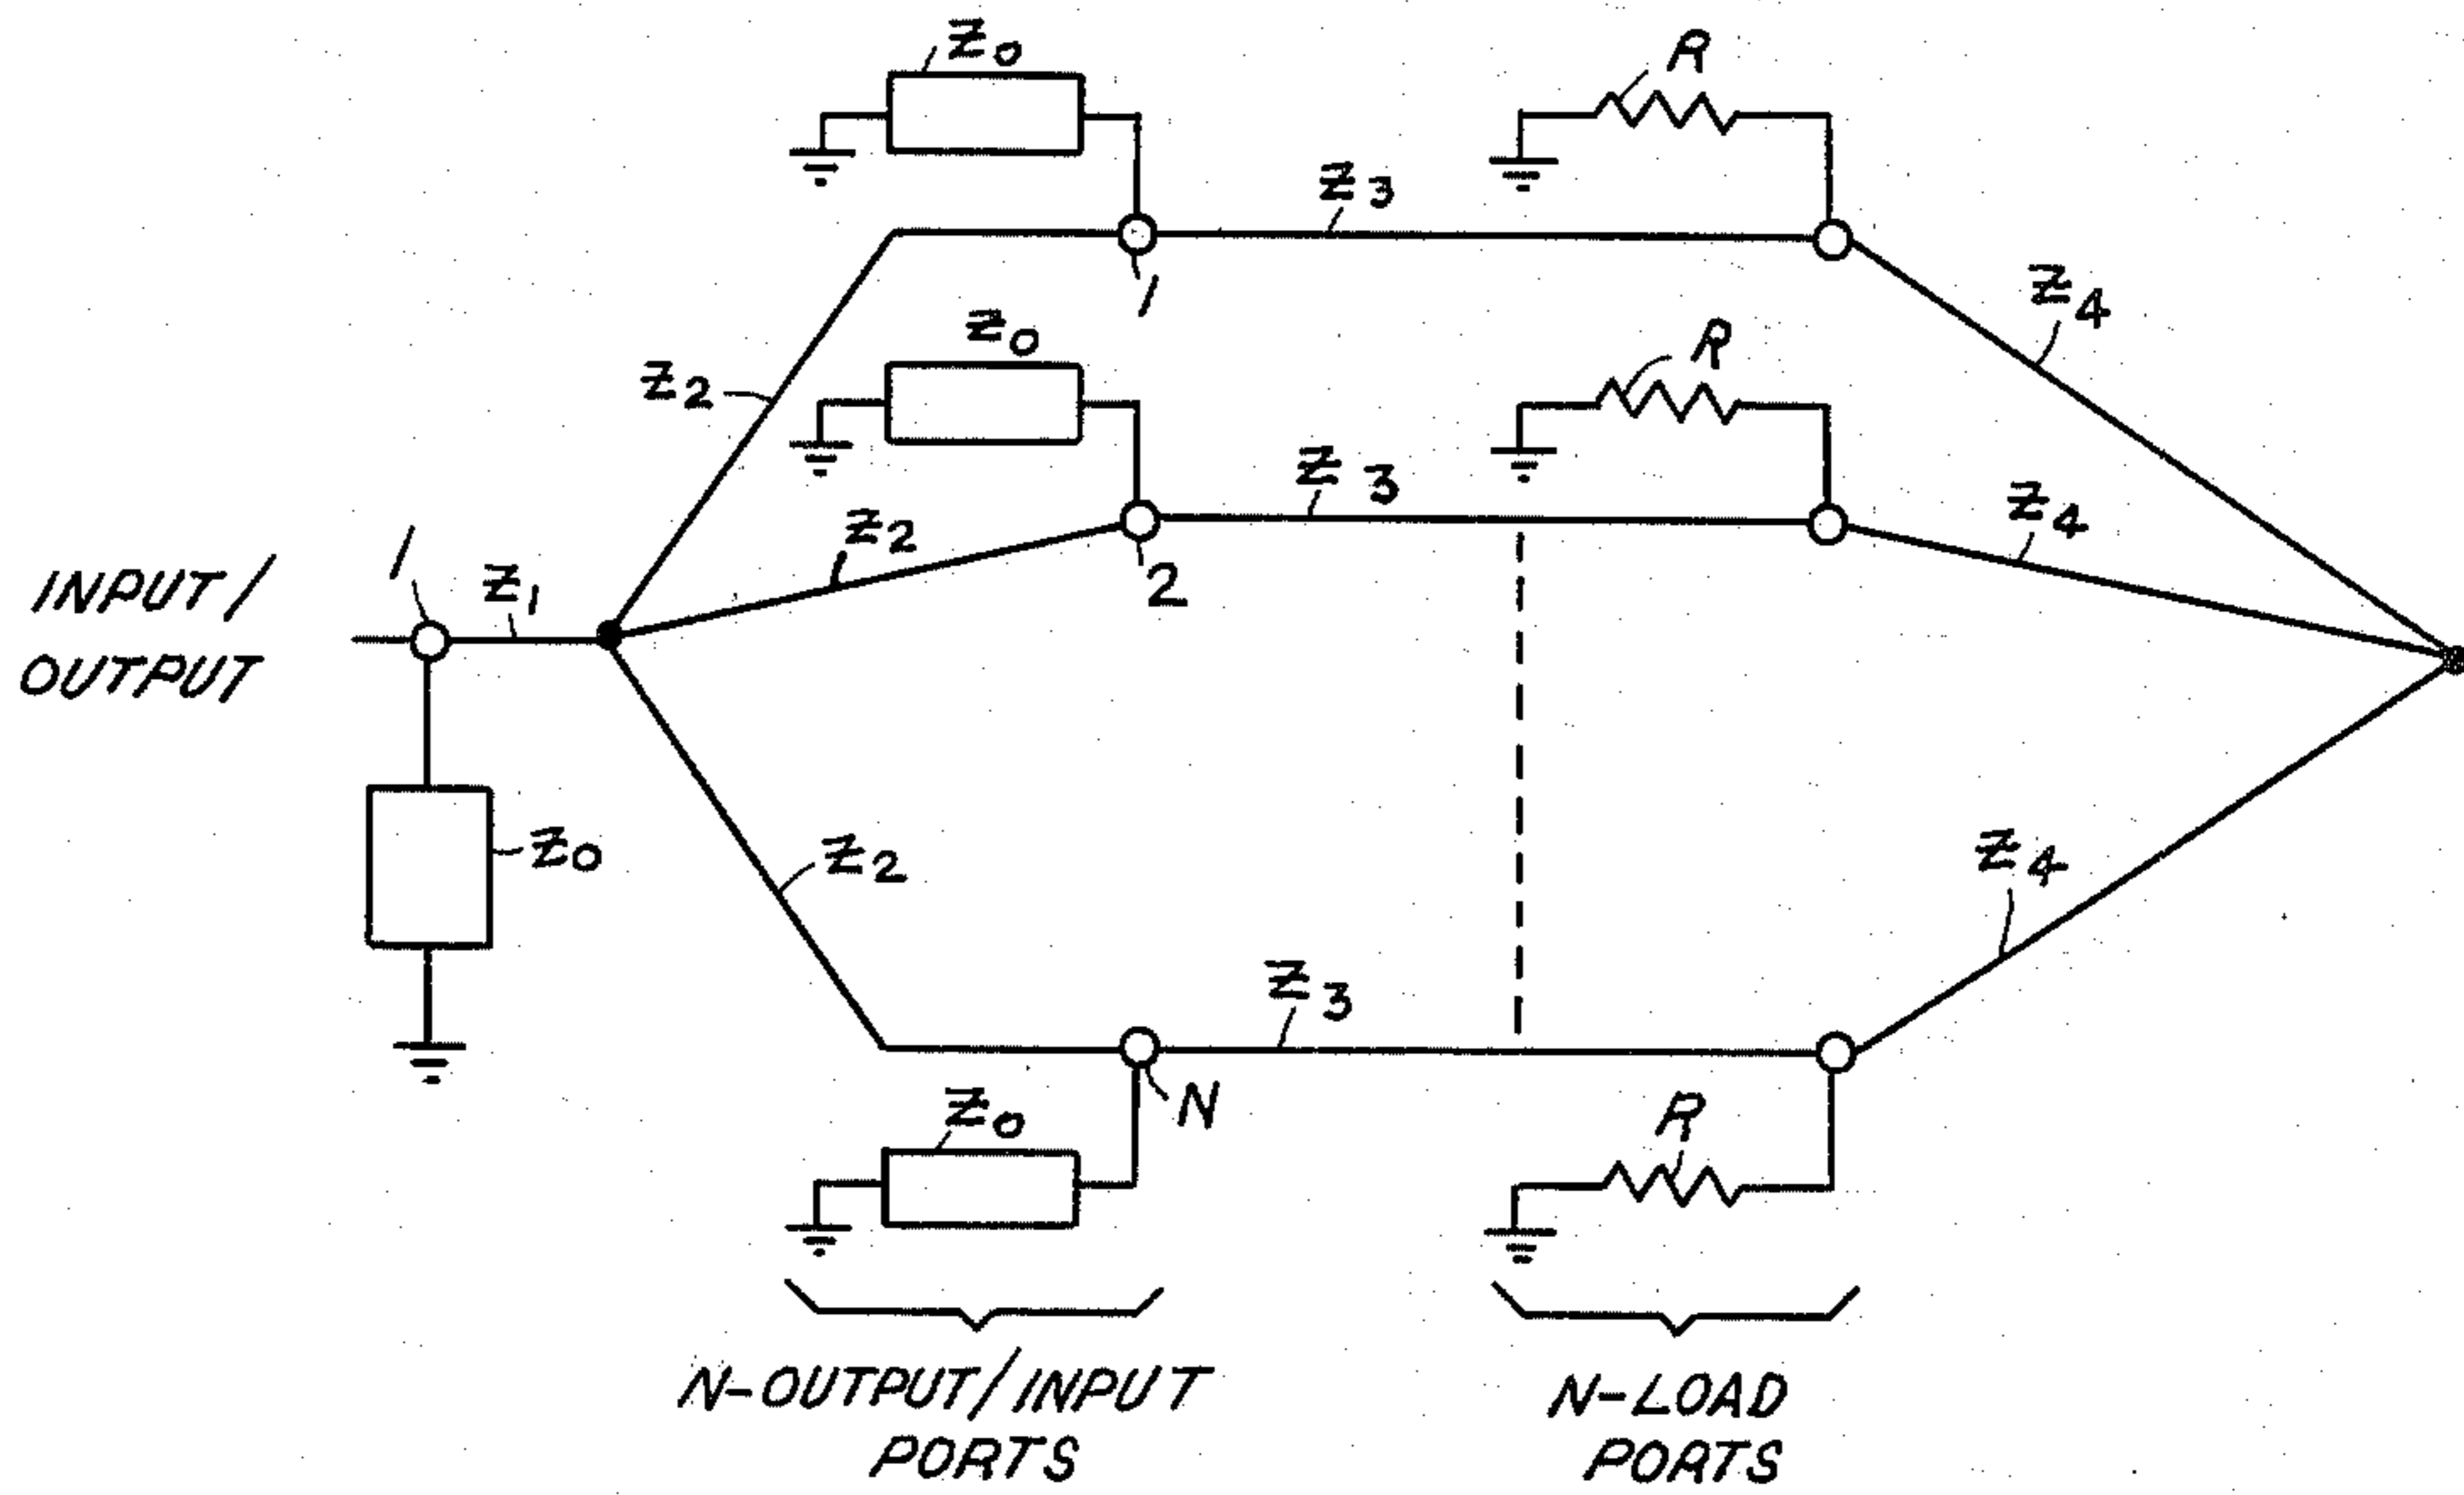 Z0
R
Z3
1
Z4
Z0
R
Z2
Z3
Z4
Z2
2
1
Z1
INPUT/
OUTPUT
Z0
Z2
Z4
Z3
Z0
N
R
N-OUTPUT/INPUT
PORTS
N-LOAD
PORTS